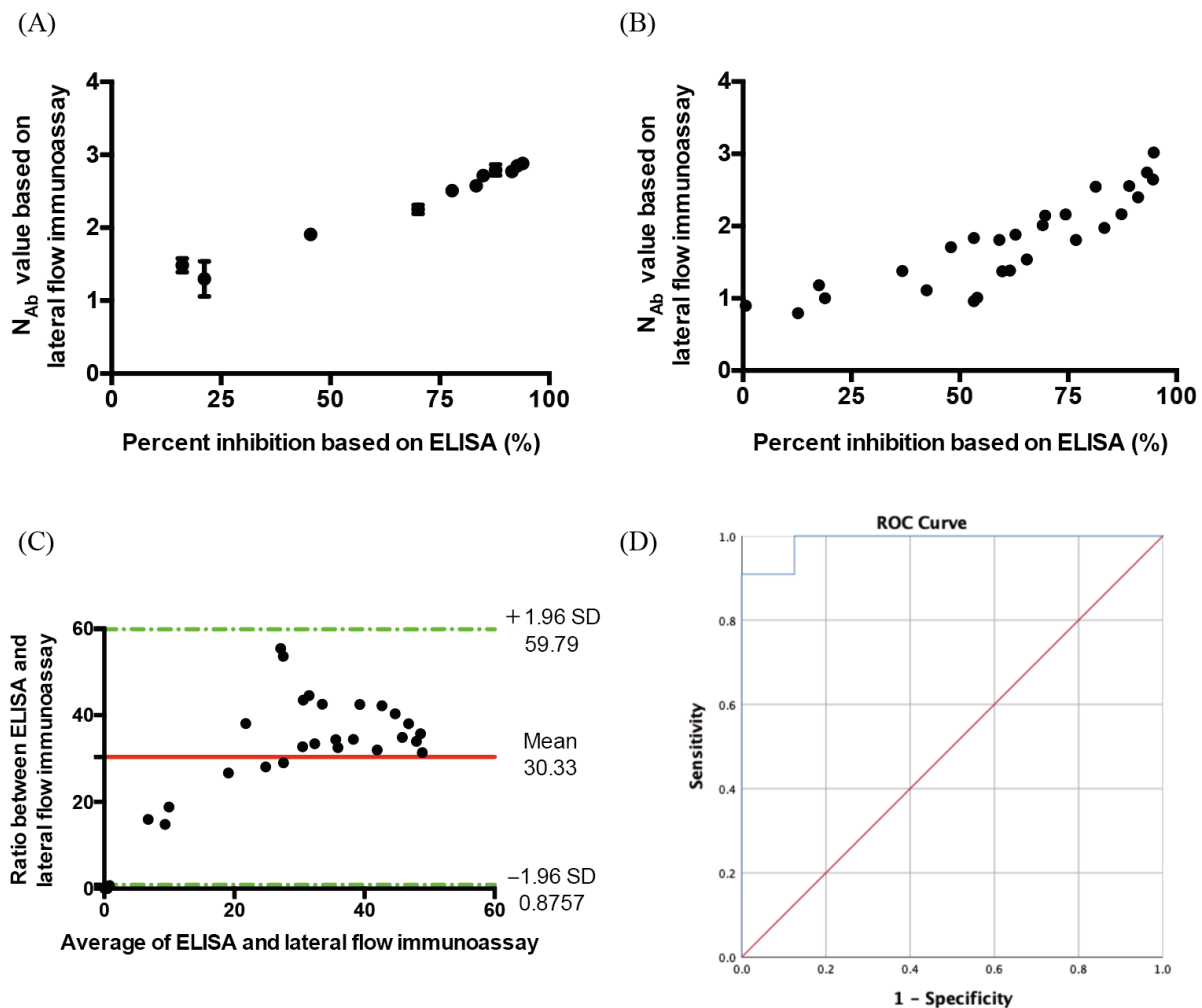 (A)
N_Ab value based on
lateral flow immunoassay
4
3
2
1
0
0 25 50 75 100
Percent inhibition based on ELISA (%)
(B)
N_Ab value based on
lateral flow immunoassay
4
3
2
1
0
0 25 50 75 100
Percent inhibition based on ELISA (%)
(C)
Ratio between ELISA and
lateral flow immunoassay
60
40
20
0
0 20 40 60
+1.96 SD
59.79
Mean
30.33
−1.96 SD
0.8757
Average of ELISA and lateral flow immunoassay
(D)
ROC Curve
Sensitivity
1.0
0.8
0.6
0.4
0.2
0.0
0.0 0.2 0.4 0.6 0.8 1.0
1 - Specificity